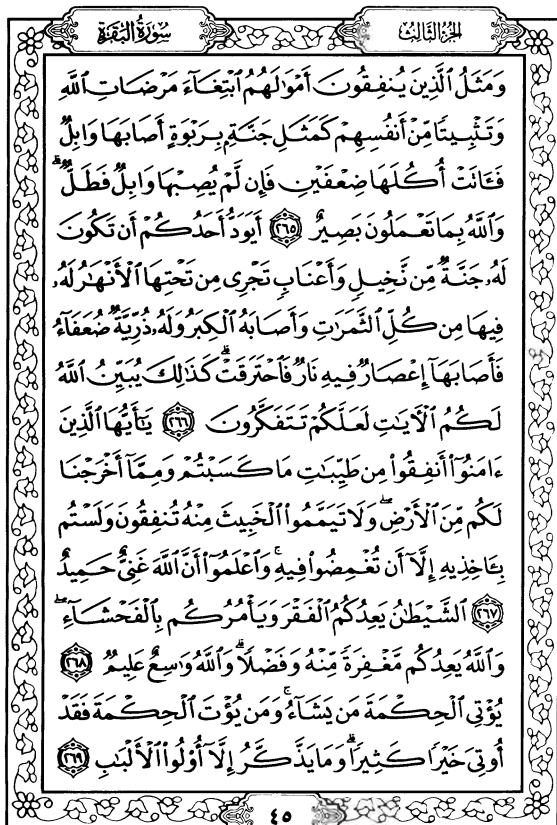 الجزء الثالث
سورة البقرة
وَمَثَلُ ٱلَّذِينَ يُنفِقُونَ أَمْوَٰلَهُمُ ٱبْتِغَآءَ مَرْضَاتِ ٱللَّهِ
وَتَثْبِيتًا مِّنْ أَنفُسِهِمْ كَمَثَلِ جَنَّةٍۭ بِرَبْوَةٍ أَصَابَهَا وَابِلٌ
فَـَٔاتَتْ أُكُلَهَا ضِعْفَيْنِ فَإِن لَّمْ يُصِبْهَا وَابِلٌ فَطَلٌّ ۗ
وَٱللَّهُ بِمَا تَعْمَلُونَ بَصِيرٌ ٢٦٥ أَيَوَدُّ أَحَدُكُمْ أَن تَكُونَ
لَهُۥ جَنَّةٌ مِّن نَّخِيلٍ وَأَعْنَابٍ تَجْرِى مِن تَحْتِهَا ٱلْأَنْهَٰرُ لَهُۥ
فِيهَا مِن كُلِّ ٱلثَّمَرَٰتِ وَأَصَابَهُ ٱلْكِبَرُ وَلَهُۥ ذُرِّيَّةٌ ضُعَفَآءُ
فَأَصَابَهَآ إِعْصَارٌ فِيهِ نَارٌ فَٱحْتَرَقَتْ ۗ كَذَٰلِكَ يُبَيِّنُ ٱللَّهُ
لَكُمُ ٱلْـَٔايَٰتِ لَعَلَّكُمْ تَتَفَكَّرُونَ ٢٦٦ يَٰٓأَيُّهَا ٱلَّذِينَ
ءَامَنُوٓا۟ أَنفِقُوا۟ مِن طَيِّبَٰتِ مَا كَسَبْتُمْ وَمِمَّآ أَخْرَجْنَا
لَكُم مِّنَ ٱلْأَرْضِ ۖ وَلَا تَيَمَّمُوا۟ ٱلْخَبِيثَ مِنْهُ تُنفِقُونَ وَلَسْتُم
بِـَٔاخِذِيهِ إِلَّآ أَن تُغْمِضُوا۟ فِيهِ ۚ وَٱعْلَمُوٓا۟ أَنَّ ٱللَّهَ غَنِىٌّ حَمِيدٌ
٢٦٧ ٱلشَّيْطَٰنُ يَعِدُكُمُ ٱلْفَقْرَ وَيَأْمُرُكُم بِٱلْفَحْشَآءِ ۖ
وَٱللَّهُ يَعِدُكُم مَّغْفِرَةً مِّنْهُ وَفَضْلًا ۗ وَٱللَّهُ وَٰسِعٌ عَلِيمٌ ٢٦٨
يُؤْتِى ٱلْحِكْمَةَ مَن يَشَآءُ ۚ وَمَن يُؤْتَ ٱلْحِكْمَةَ فَقَدْ
أُوتِىَ خَيْرًا كَثِيرًا ۗ وَمَا يَذَّكَّرُ إِلَّآ أُو۟لُوا۟ ٱلْأَلْبَٰبِ ٢٦٩
٤٥